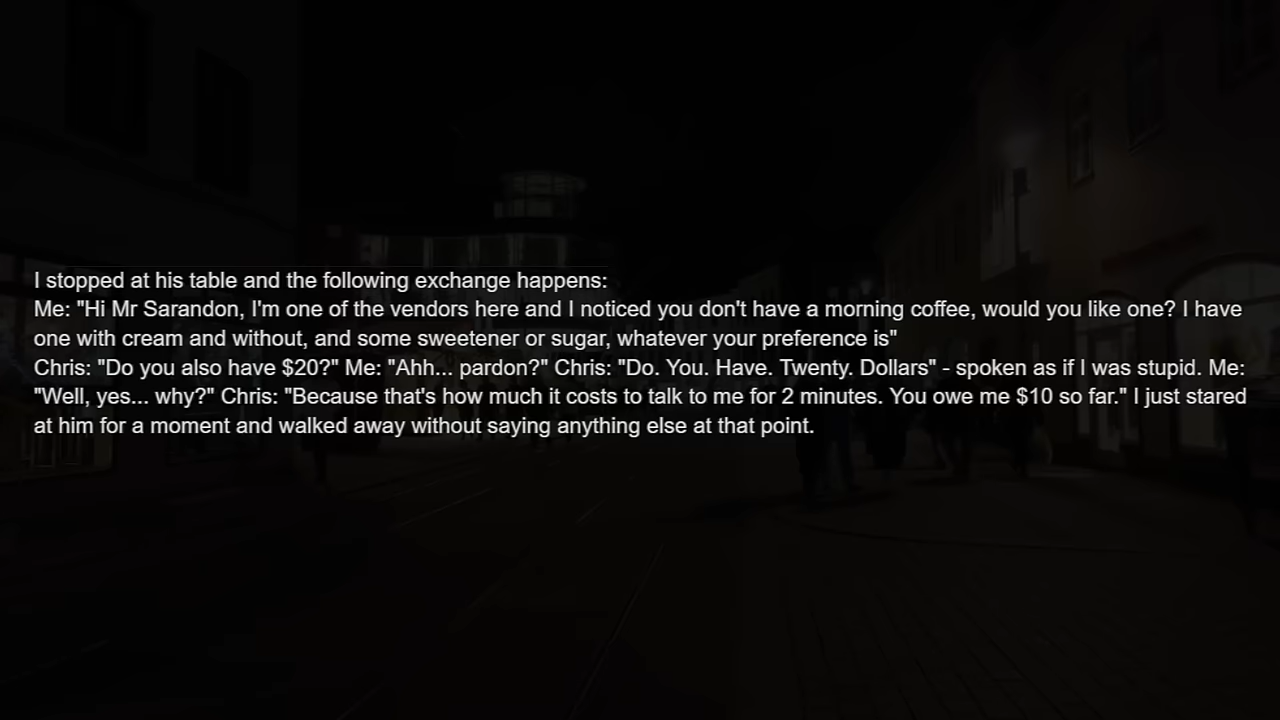 I stopped at his table and the following exchange happens:
Me: "Hi Mr Sarandon, I'm one of the vendors here and I noticed you don't have a morning coffee, would you like one? I have
one with cream and without, and some sweetener or sugar, whatever your preference is"
Chris: "Do you also have $20?" Me: "Ahh... pardon?" Chris: "Do. You. Have. Twenty. Dollars" - spoken as if I was stupid. Me:
"Well, yes... why?" Chris: "Because that's how much it costs to talk to me for 2 minutes. You owe me $10 so far." I just stared
at him for a moment and walked away without saying anything else at that point.